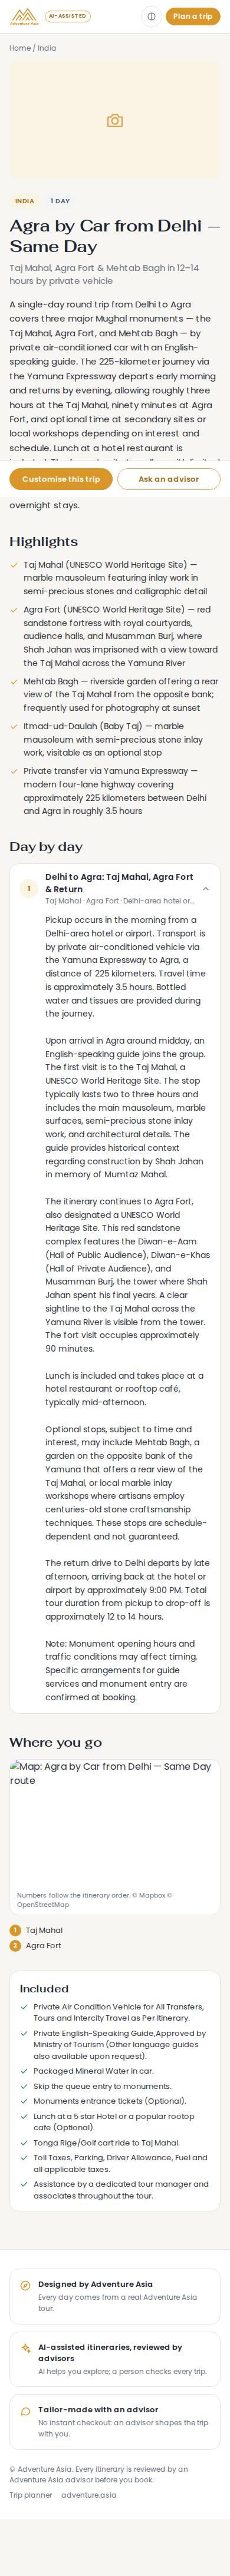 Adventure Asia
AI-ASSISTED
Plan a trip
Home / India
INDIA
1 DAY
Agra by Car from Delhi —
Same Day
Taj Mahal, Agra Fort & Mehtab Bagh in 12–14
hours by private vehicle
A single-day round trip from Delhi to Agra
covers three major Mughal monuments — the
Taj Mahal, Agra Fort, and Mehtab Bagh — by
private air-conditioned car with an English-
speaking guide. The 225-kilometer journey via
the Yamuna Expressway departs early morning
and returns by evening, allowing roughly three
hours at the Taj Mahal, ninety minutes at Agra
Fort, and optional time at secondary sites or
local workshops depending on interest and
schedule. Lunch at a hotel restaurant is
Customise this trip
Ask an advisor
overnight stays.
Highlights
Taj Mahal (UNESCO World Heritage Site) —
marble mausoleum featuring inlay work in
semi-precious stones and calligraphic detail
Agra Fort (UNESCO World Heritage Site) — red
sandstone fortress with royal courtyards,
audience halls, and Musamman Burj, where
Shah Jahan was imprisoned with a view toward
the Taj Mahal across the Yamuna River
Mehtab Bagh — riverside garden offering a rear
view of the Taj Mahal from the opposite bank;
frequently used for photography at sunset
Itmad-ud-Daulah (Baby Taj) — marble
mausoleum with semi-precious stone inlay
work, visitable as an optional stop
Private transfer via Yamuna Expressway —
modern four-lane highway covering
approximately 225 kilometers between Delhi
and Agra in roughly 3.5 hours
Day by day
1
Delhi to Agra: Taj Mahal, Agra Fort
& Return
Taj Mahal · Agra Fort · Delhi-area hotel or...
Pickup occurs in the morning from a
Delhi-area hotel or airport. Transport is
by private air-conditioned vehicle via
the Yamuna Expressway to Agra, a
distance of 225 kilometers. Travel time
is approximately 3.5 hours. Bottled
water and tissues are provided during
the journey.
Upon arrival in Agra around midday, an
English-speaking guide joins the group.
The first visit is to the Taj Mahal, a
UNESCO World Heritage Site. The stop
typically lasts two to three hours and
includes the main mausoleum, marble
surfaces, semi-precious stone inlay
work, and architectural details. The
guide provides historical context
regarding construction by Shah Jahan
in memory of Mumtaz Mahal.
The itinerary continues to Agra Fort,
also designated a UNESCO World
Heritage Site. This red sandstone
complex features the Diwan-e-Aam
(Hall of Public Audience), Diwan-e-Khas
(Hall of Private Audience), and
Musamman Burj, the tower where Shah
Jahan spent his final years. A clear
sightline to the Taj Mahal across the
Yamuna River is visible from the tower.
The fort visit occupies approximately
90 minutes.
Lunch is included and takes place at a
hotel restaurant or rooftop café,
typically mid-afternoon.
Optional stops, subject to time and
interest, may include Mehtab Bagh, a
garden on the opposite bank of the
Yamuna that offers a rear view of the
Taj Mahal, or local marble inlay
workshops where artisans employ
centuries-old stone craftsmanship
techniques. These stops are schedule-
dependent and not guaranteed.
The return drive to Delhi departs by late
afternoon, arriving back at the hotel or
airport by approximately 9:00 PM. Total
tour duration from pickup to drop-off is
approximately 12 to 14 hours.
Note: Monument opening hours and
traffic conditions may affect timing.
Specific arrangements for guide
services and monument entry are
confirmed at booking.
Where you go
Map: Agra by Car from Delhi — Same Day
route
Numbers follow the itinerary order. © Mapbox ©
OpenStreetMap
1 Taj Mahal
2 Agra Fort
Included
Private Air Condition Vehicle for All Transfers,
Tours and Intercity Travel as Per Itinerary.
Private English-Speaking Guide,Approved by
Ministry of Tourism (Other language guides
also available upon request).
Packaged Mineral Water in car.
Skip the queue entry to monuments.
Monuments entrance tickets (Optional).
Lunch at a 5 star Hotel or a popular rooftop
cafe (Optional).
Tonga Rige/Golf cart ride to Taj Mahal.
Toll Taxes, Parking, Driver Allowance, Fuel and
all applicable taxes.
Assistance by a dedicated tour manager and
associates throughout the tour.
Designed by Adventure Asia
Every day comes from a real Adventure Asia
tour.
AI-assisted itineraries, reviewed by
advisors
AI helps you explore; a person checks every trip.
Tailor-made with an advisor
No instant checkout: an advisor shapes the trip
with you.
© Adventure Asia. Every itinerary is reviewed by an
Adventure Asia advisor before you book.
Trip planner
adventure.asia